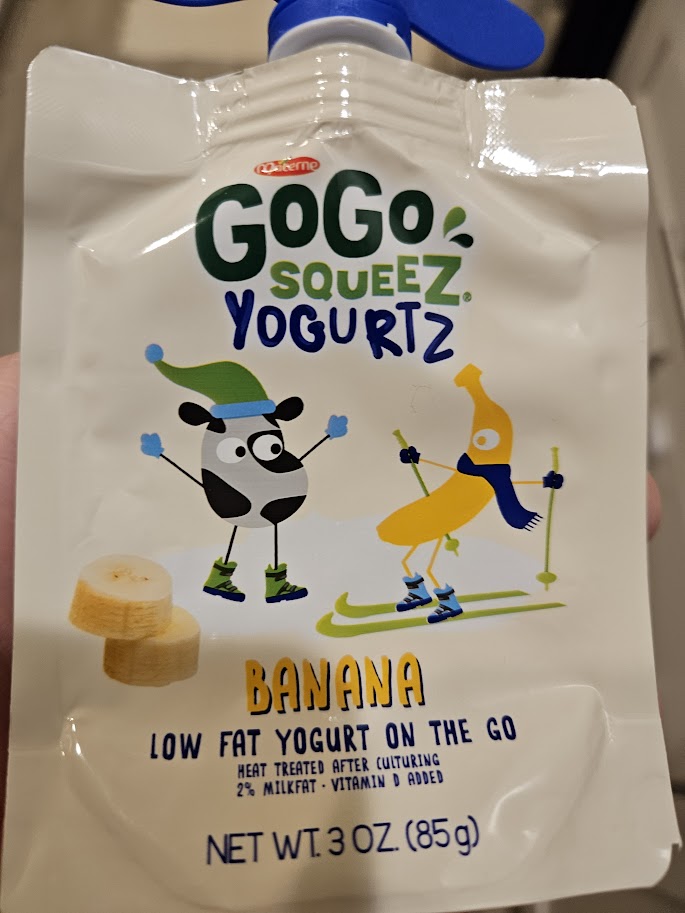 Materne
GOGO
SQUEEZ®
YOGURTZ
BANANA
LOW FAT YOGURT ON THE GO
HEAT TREATED AFTER CULTURING
2% MILKFAT · VITAMIN D ADDED
NET WT. 3 OZ. (85g)